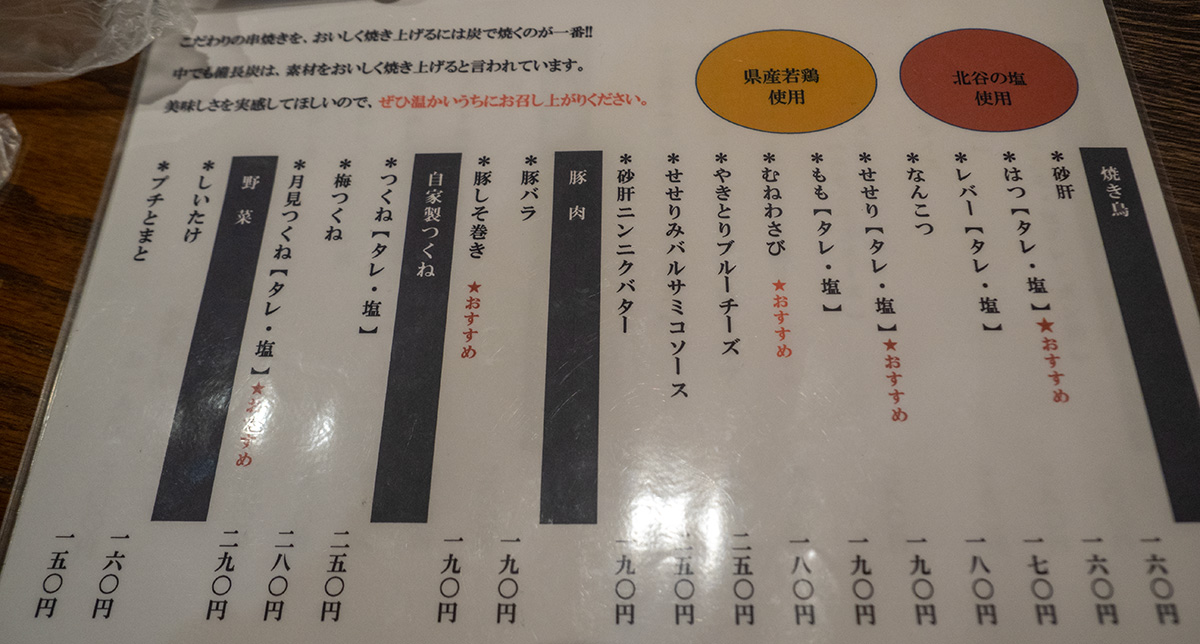 こだわりの串焼きを、おいしく焼き上げるには炭で焼くのが一番!!
中でも備長炭は、素材をおいしく焼き上げると言われています。
美味しさを実感してほしいので、ぜひ温かいうちにお召し上がりください。
県産若鶏
使用
北谷の塩
使用
焼き鳥
＊砂肝 一六〇円
＊はつ【タレ・塩】★おすすめ 一六〇円
＊レバー【タレ・塩】 一七〇円
＊なんこつ 一八〇円
＊せせり【タレ・塩】★おすすめ 一九〇円
＊もも【タレ・塩】 一九〇円
＊むねわさび ★おすすめ 一八〇円
＊やきとりブルーチーズ 二五〇円
＊せせりみバルサミコソース 二五〇円
＊砂肝ニンニクバター 一九〇円
豚肉
＊豚バラ 一九〇円
＊豚しそ巻き ★おすすめ 一九〇円
自家製つくね
＊つくね【タレ・塩】 二五〇円
＊梅つくね 二八〇円
＊月見つくね【タレ・塩】★おすすめ 二九〇円
野菜
＊しいたけ 一六〇円
＊プチとまと 一五〇円